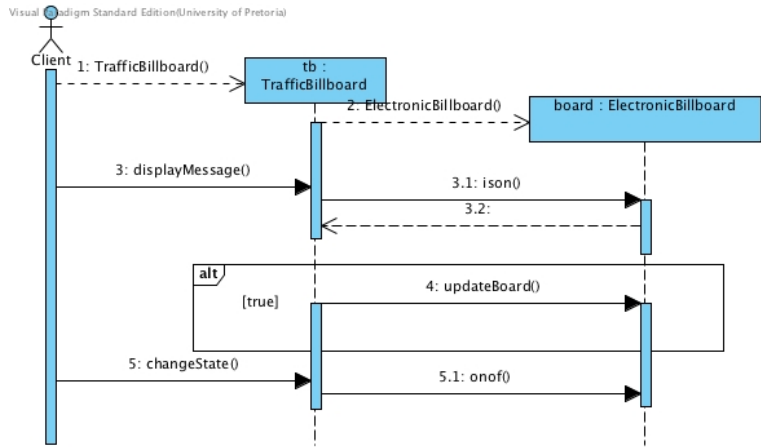 Visual Paradigm Standard Edition(University of Pretoria)
Client
1: TrafficBillboard()
tb :
TrafficBillboard
2: ElectronicBillboard()
board : ElectronicBillboard
3: displayMessage()
3.1: ison()
3.2:
alt
[true]
4: updateBoard()
5: changeState()
5.1: onof()